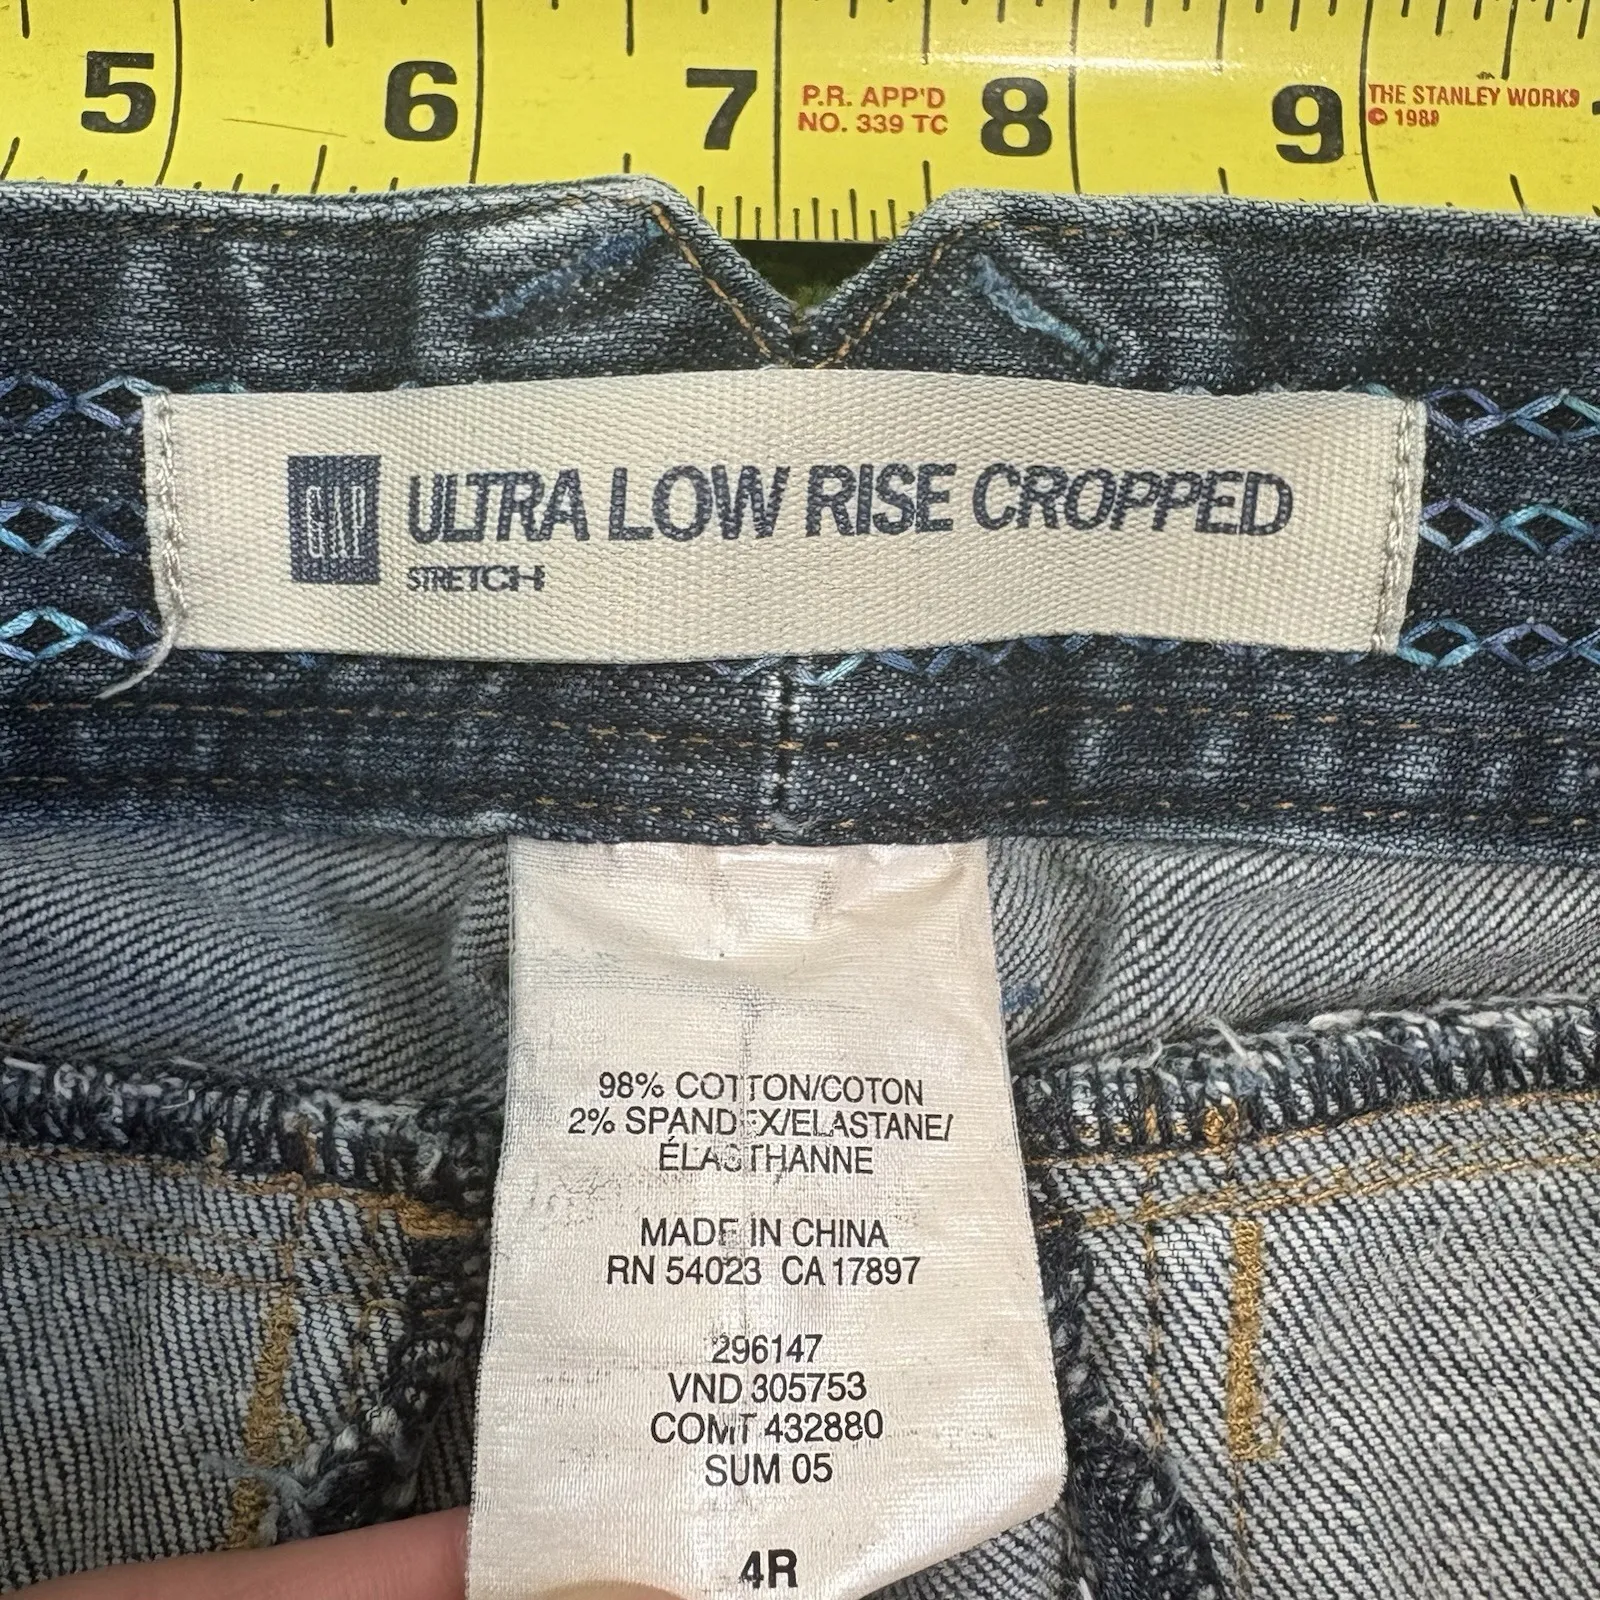 5 6 7 P.R. APP'D 8 9 THE STANLEY WORKS
NO. 339 TC © 1988
GAP ULTRA LOW RISE CROPPED
STRETCH
98% COTTON/COTON
2% SPANDEX/ELASTANE/
ÉLASTHANNE
MADE IN CHINA
RN 54023 CA 17897
296147
VND 305753
COMT 432880
SUM 05
4R